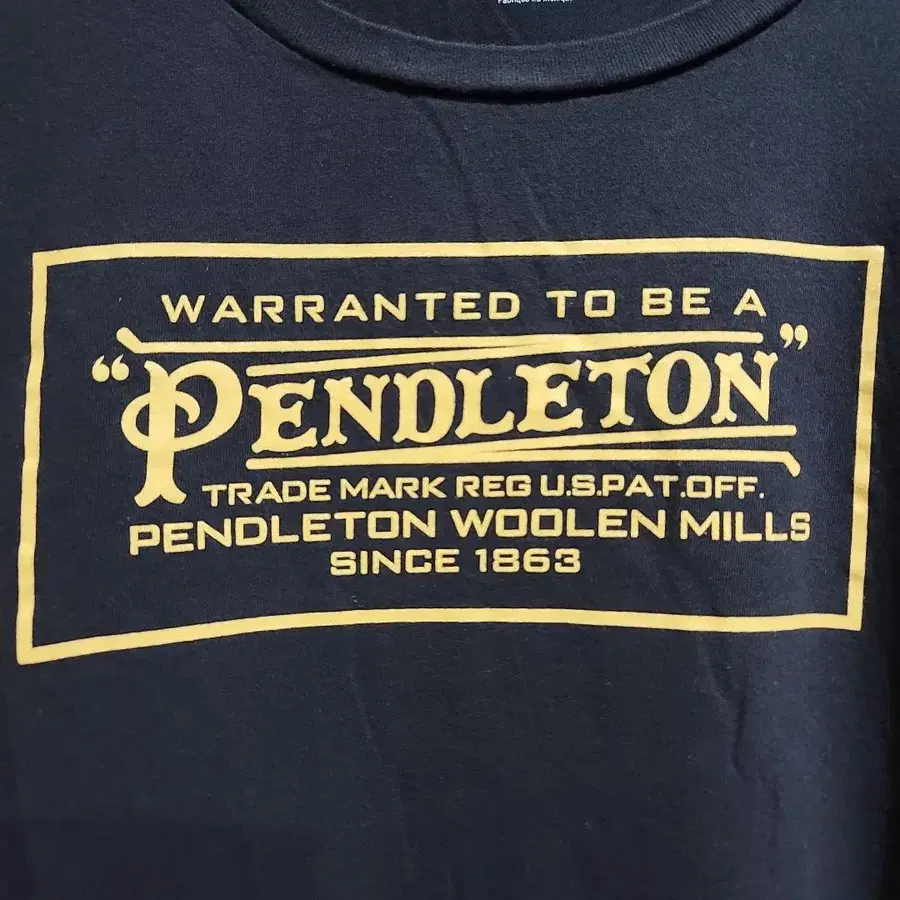 WARRANTED TO BE A
“PENDLETON”
TRADE MARK REG U.S.PAT.OFF.
PENDLETON WOOLEN MILLS
SINCE 1863